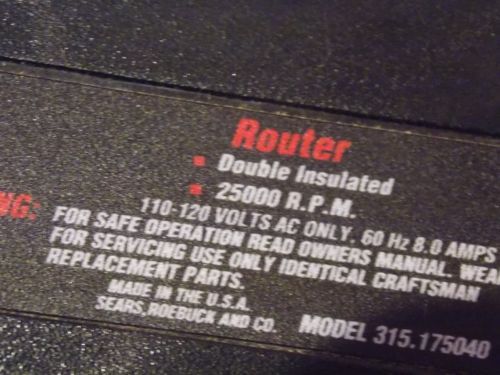 Router
Double Insulated
25000 R.P.M.
110-120 VOLTS AC ONLY. 60 Hz 8.0 AMPS
NG: FOR SAFE OPERATION READ OWNERS MANUAL. WEA
FOR SERVICING USE ONLY IDENTICAL CRAFTSMAN
REPLACEMENT PARTS.
MADE IN THE U.S.A.
SEARS, ROEBUCK AND CO. MODEL 315.175040